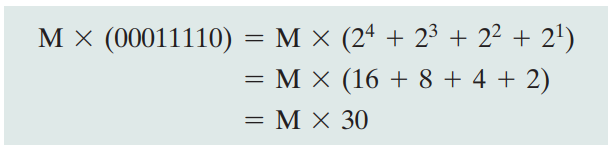 M × (00011110) = M × (2⁴ + 2³ + 2² + 2¹)
= M × (16 + 8 + 4 + 2)
= M × 30